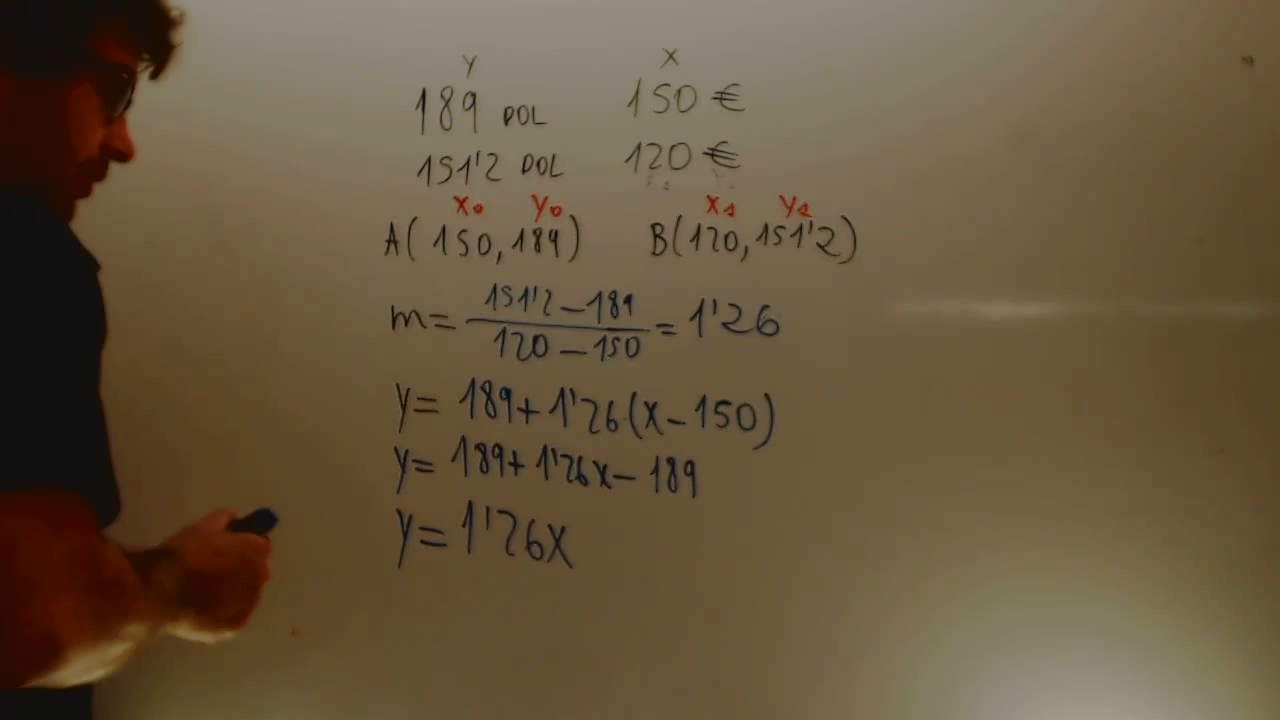 y x
189 DOL 150 €
151'2 DOL 120 €
x₀ y₀ x₁ y₁
A(150,189) B(120,151'2)
m = (151'2 - 189)/(120 - 150) = 1'26
y = 189 + 1'26(x - 150)
y = 189 + 1'26x - 189
y = 1'26x